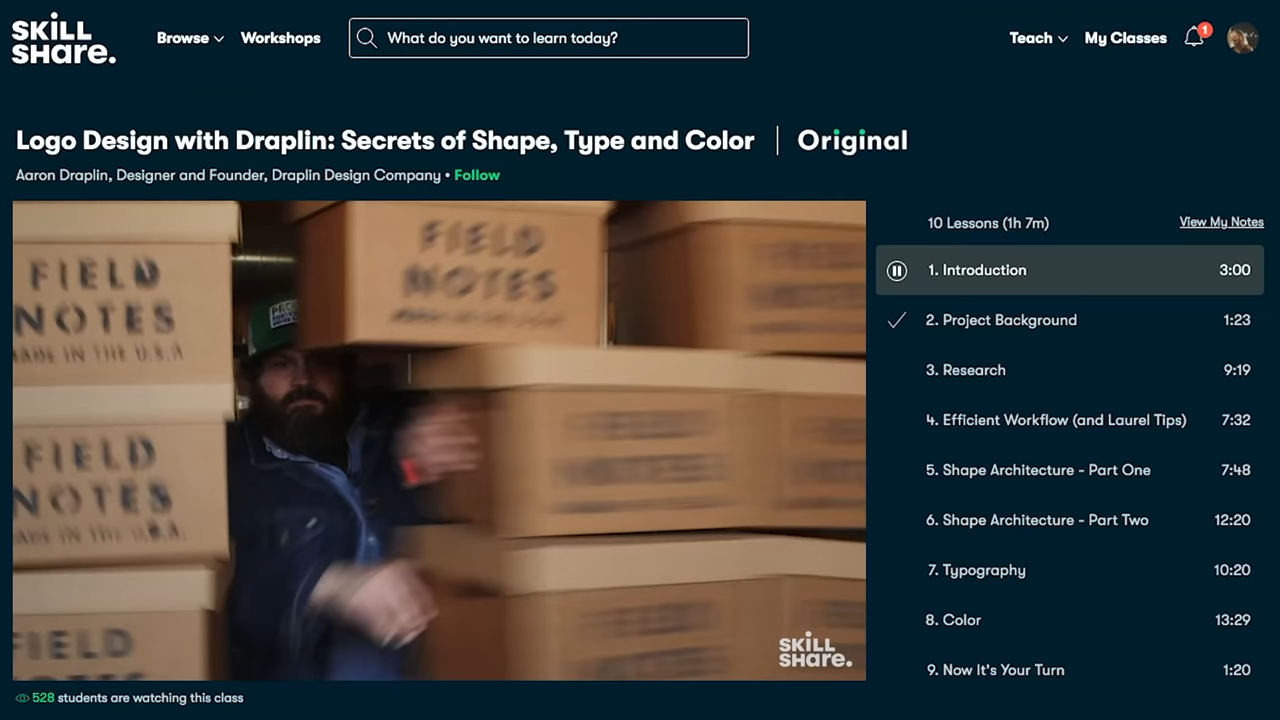 SKILL
SHare.
Browse
Workshops
What do you want to learn today?
Teach
My Classes
1
Logo Design with Draplin: Secrets of Shape, Type and Color | Original
Aaron Draplin, Designer and Founder, Draplin Design Company • Follow
FIELD
NOTES
MADE IN THE U.S.A
FIELD
NOTES
FIELD
NOTES
MADE IN THE U.S.A.
FIELD
SKILL
SHare.
528 students are watching this class
10 Lessons (1h 7m)
View My Notes
1. Introduction 3:00
2. Project Background 1:23
3. Research 9:19
4. Efficient Workflow (and Laurel Tips) 7:32
5. Shape Architecture - Part One 7:48
6. Shape Architecture - Part Two 12:20
7. Typography 10:20
8. Color 13:29
9. Now It's Your Turn 1:20